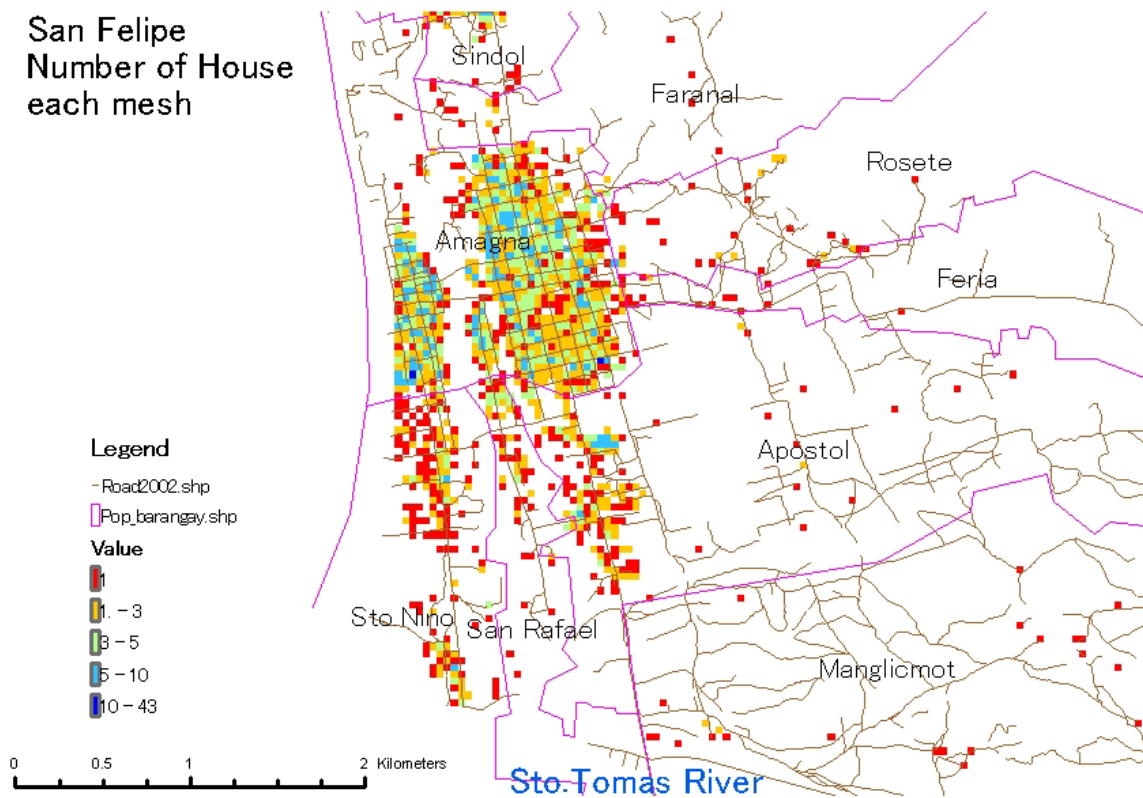 San Felipe
Number of House
each mesh
Sindol
Faranal
Rosete
Amagna
Feria
Apostol
Legend
Road2002.shp
Pop_barangay.shp
Value
1
1. - 3
3 - 5
5 - 10
10 - 43
Sto Nino
San Rafael
Manglicmot
0 0.5 1 2 Kilometers
Sto.Tomas River